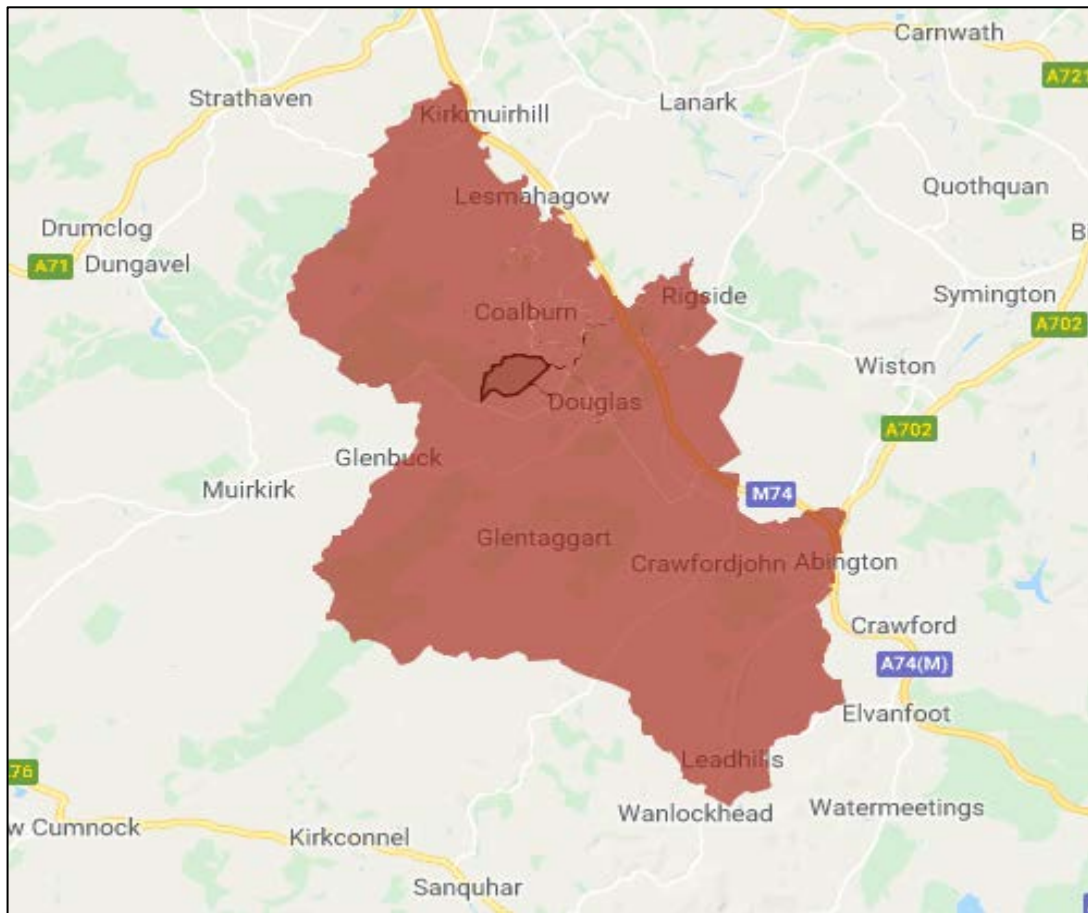 Carnwath
A721
Strathaven
Lanark
Kirkmuirhill
Quothquan
Lesmahagow
Drumclog
B
A71
Dungavel
Rigside
Symington
Coalburn
A702
Wiston
Douglas
A702
Glenbuck
Muirkirk
M74
Glentaggart
Crawfordjohn
Abington
Crawford
A74(M)
Elvanfoot
Leadhills
76
Wanlockhead
Watermeetings
w Cumnock
Kirkconnel
Sanquhar